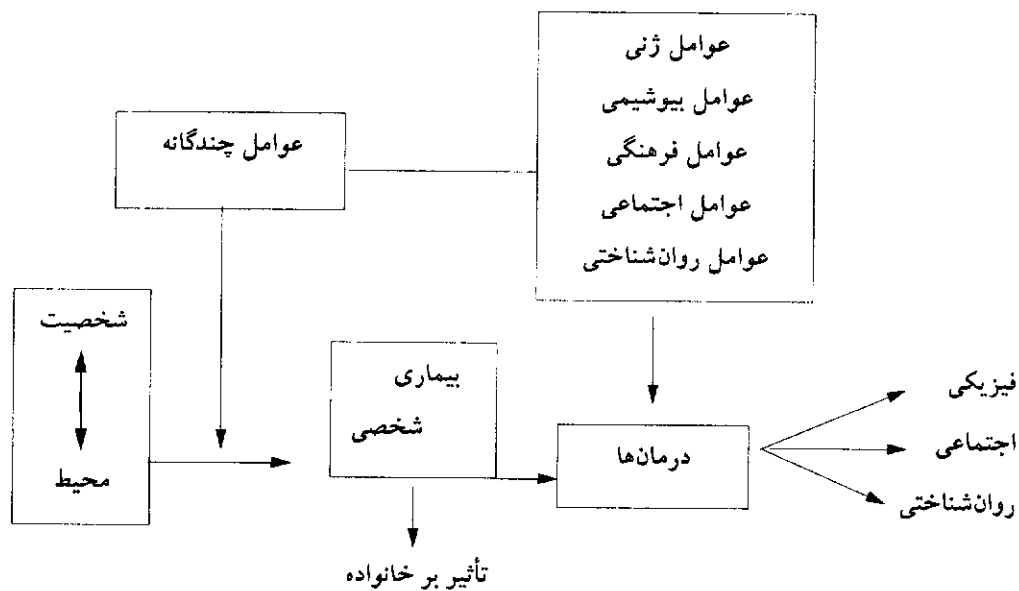 عوامل ژنی
عوامل بیوشیمی
عوامل فرهنگی
عوامل اجتماعی
عوامل روان‌شناختی
عوامل چندگانه
شخصیت
محیط
بیماری
شخصی
تأثیر بر خانواده
درمان‌ها
فیزیکی
اجتماعی
روان‌شناختی